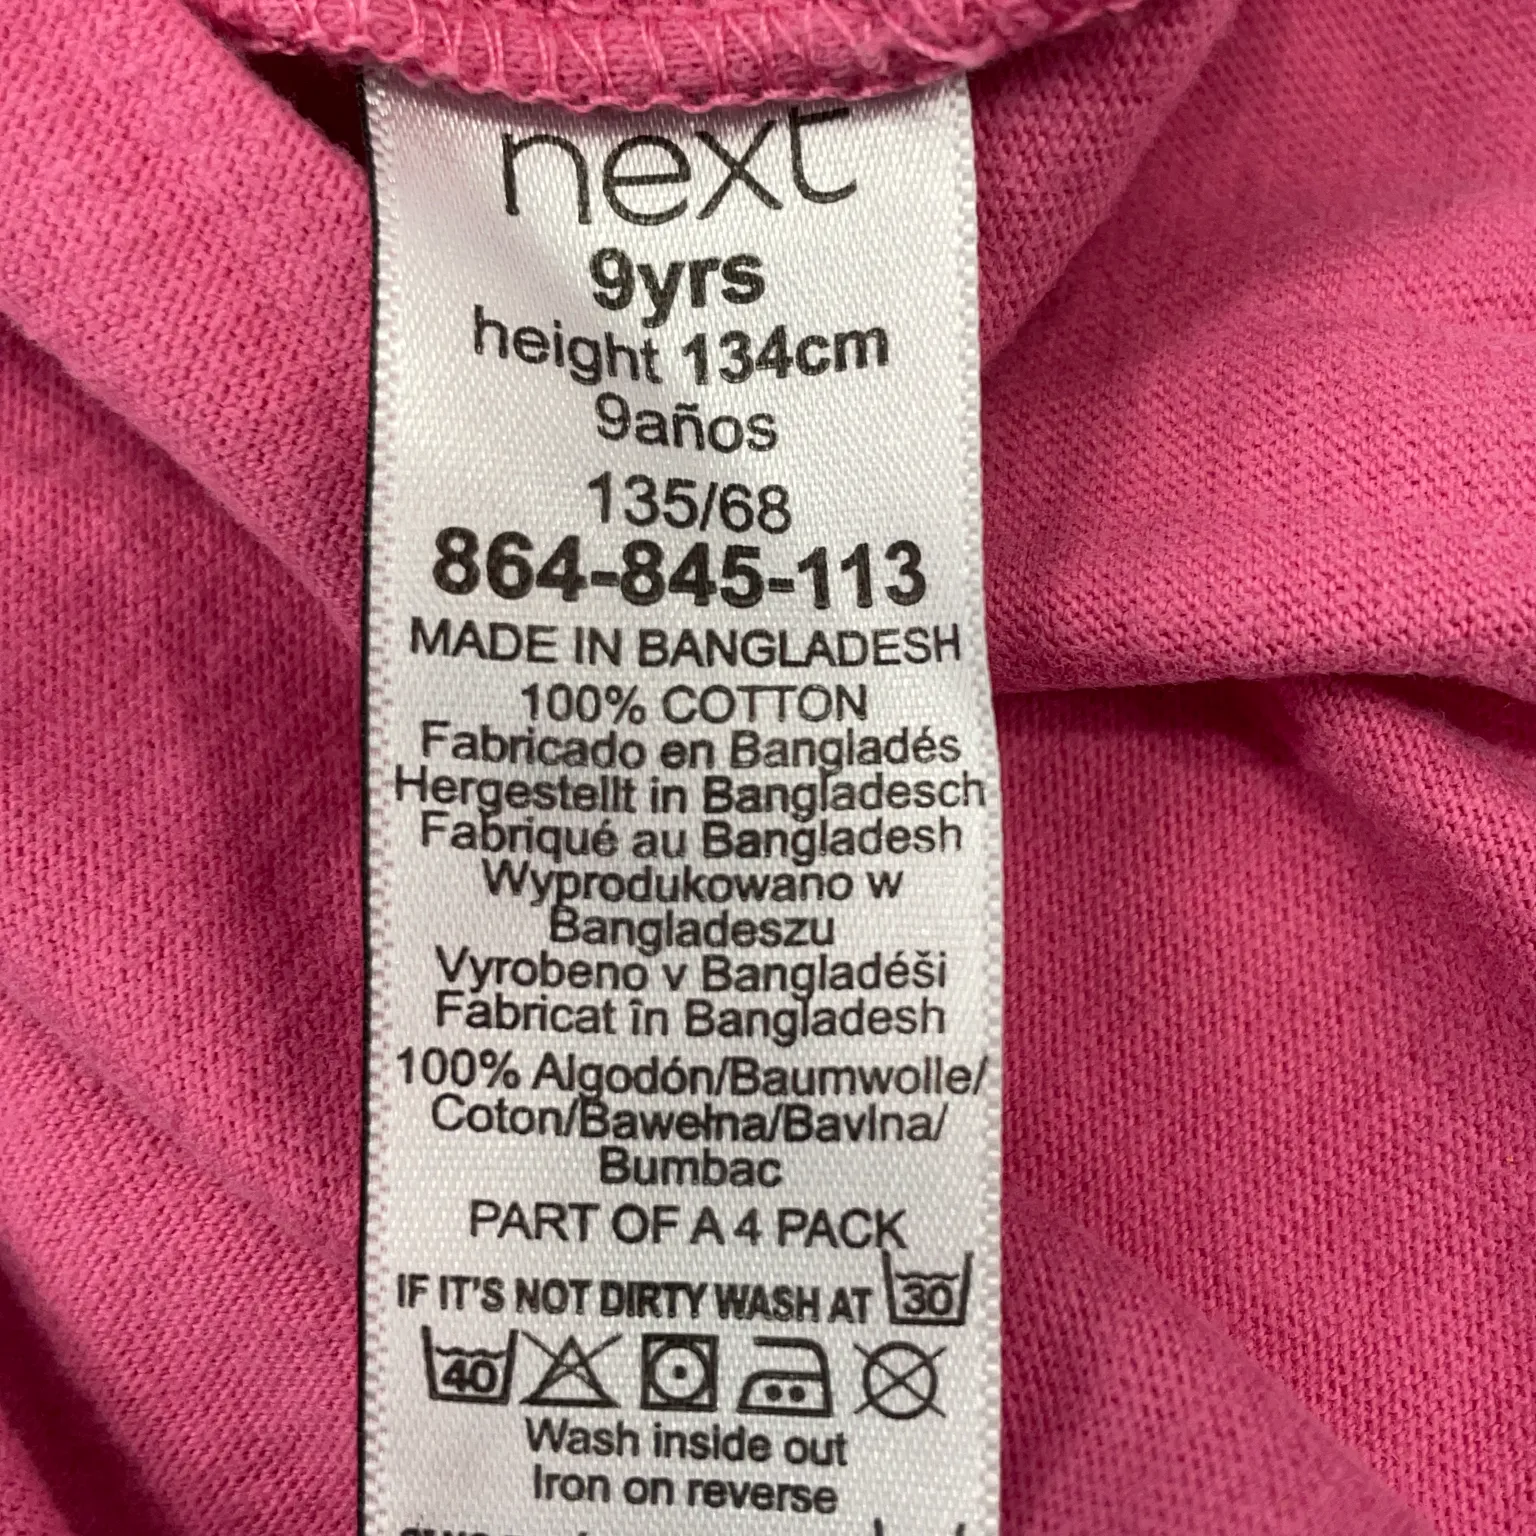 next
9yrs
height 134cm
9años
135/68
864-845-113
MADE IN BANGLADESH
100% COTTON
Fabricado en Bangladés
Hergestellt in Bangladesch
Fabriqué au Bangladesh
Wyprodukowano w
Bangladeszu
Vyrobeno v Bangladéši
Fabricat în Bangladesh
100% Algodón/Baumwolle/
Coton/Bawełna/Bavlna/
Bumbac
PART OF A 4 PACK
IF IT'S NOT DIRTY WASH AT 30
40
Wash inside out
Iron on reverse